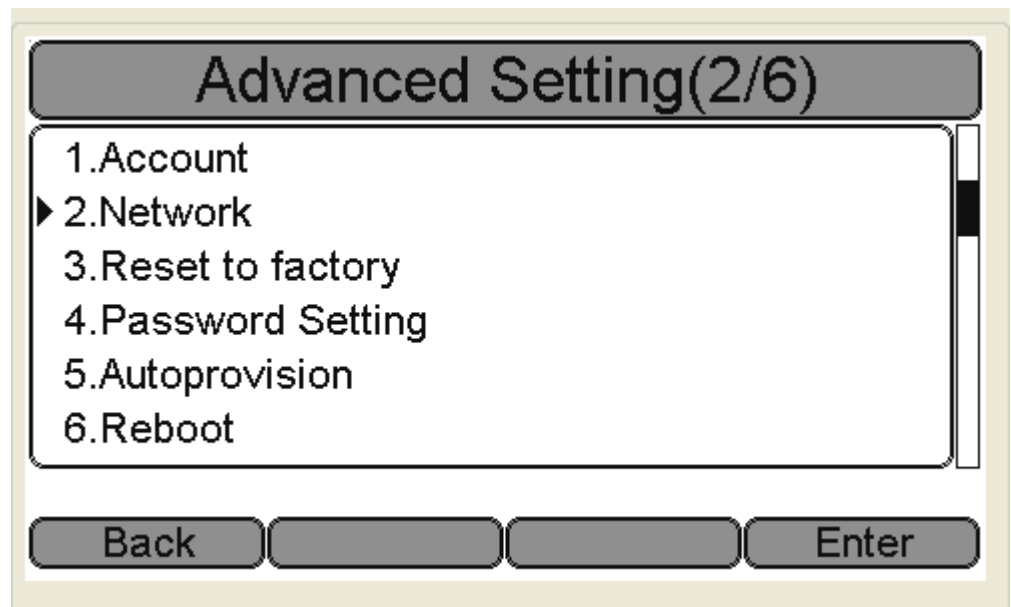 Advanced Setting(2/6)
1.Account
2.Network
3.Reset to factory
4.Password Setting
5.Autoprovision
6.Reboot
Back Enter